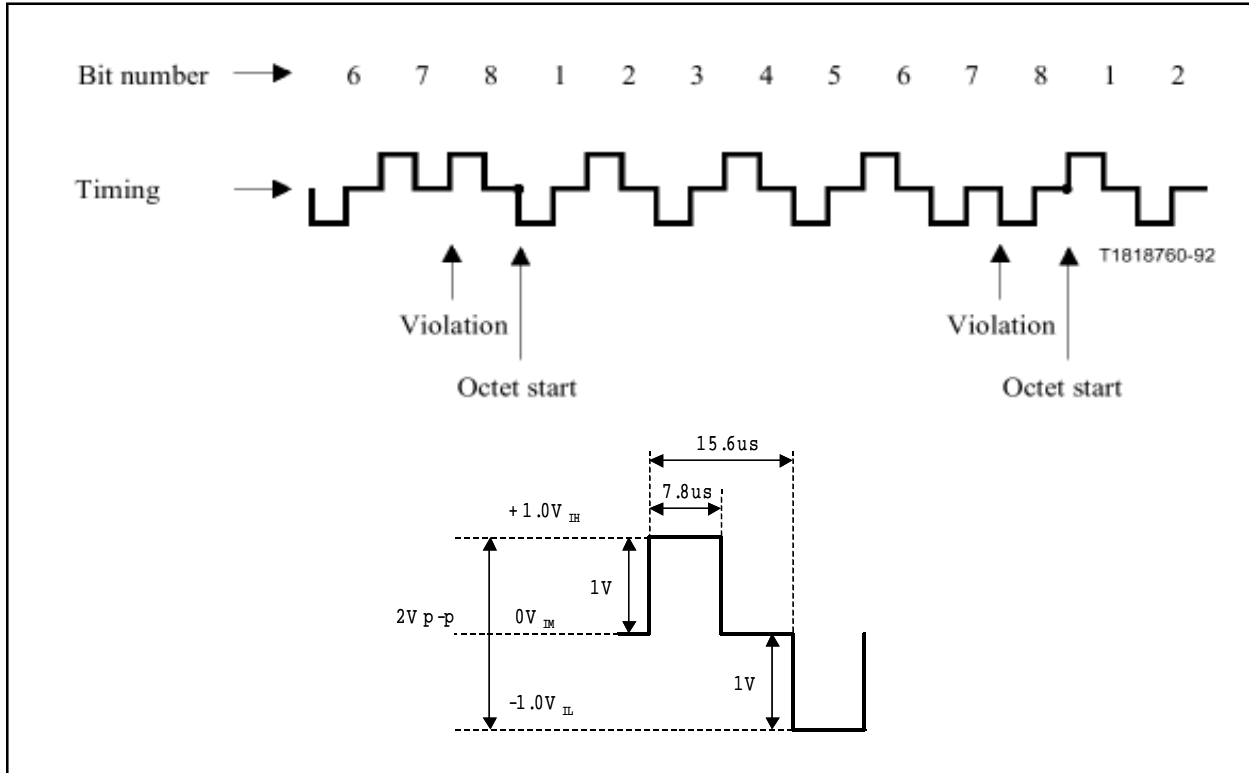 Bit number 6 7 8 1 2 3 4 5 6 7 8 1 2
Timing
T1818760-92
Violation Violation
Octet start Octet start
15.6us
7.8us
+1.0V IH
1V
2V p-p 0V IM
1V
-1.0V IL